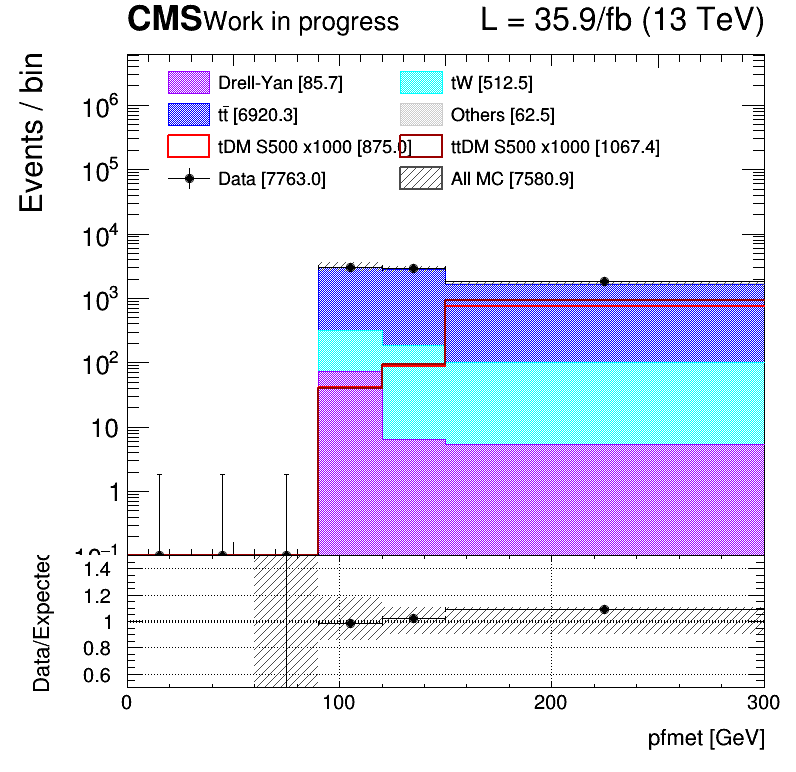 CMS Work in progress L = 35.9/fb (13 TeV)
Events / bin
Drell-Yan [85.7] tW [512.5]
tt̄ [6920.3] Others [62.5]
tDM S500 x1000 [875.0] ttDM S500 x1000 [1067.4]
Data [7763.0] All MC [7580.9]
10⁶
10⁵
10⁴
10³
10²
10
1
10⁻¹
Data/Expected
1.4
1.2
1
0.8
0.6
0 100 200 300
pfmet [GeV]